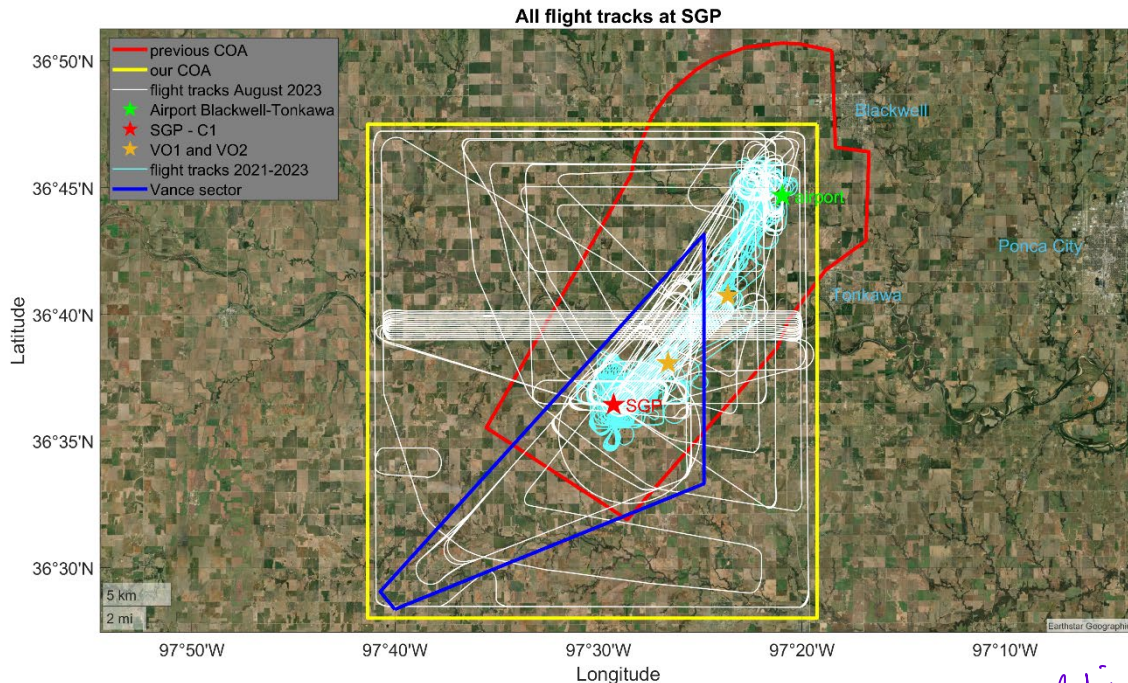 All flight tracks at SGP
previous COA
our COA
flight tracks August 2023
Airport Blackwell-Tonkawa
SGP - C1
VO1 and VO2
flight tracks 2021-2023
Vance sector
36°50'N
36°45'N
36°40'N
36°35'N
36°30'N
Latitude
Blackwell
airport
Ponca City
Tonkawa
SGP
5 km
2 mi
Earthstar Geographic
97°50'W
97°40'W
97°30'W
97°20'W
97°10'W
Longitude